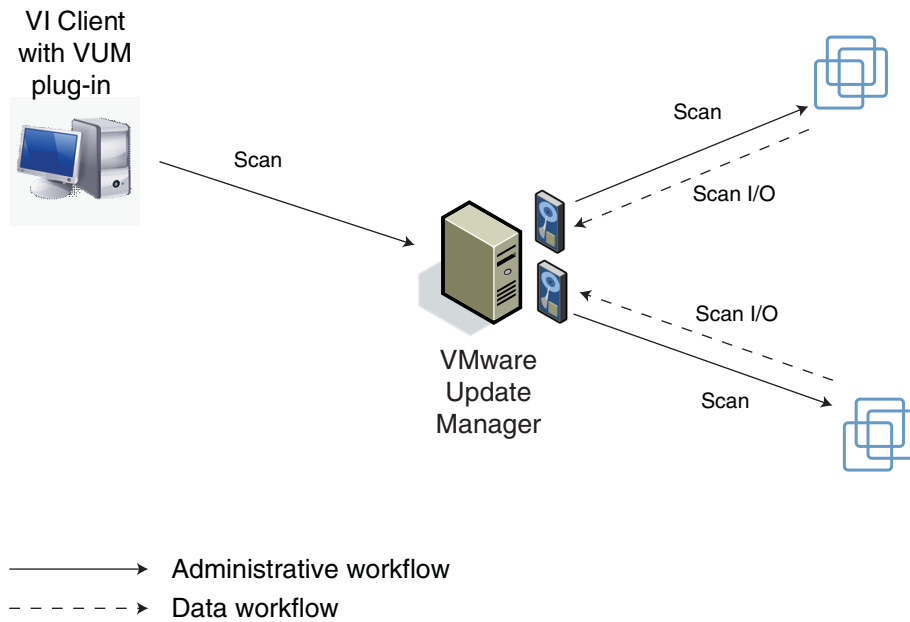 VI Client
with VUM
plug-in
Scan
Scan
Scan I/O
Scan I/O
Scan
VMware
Update
Manager
Administrative workflow
Data workflow